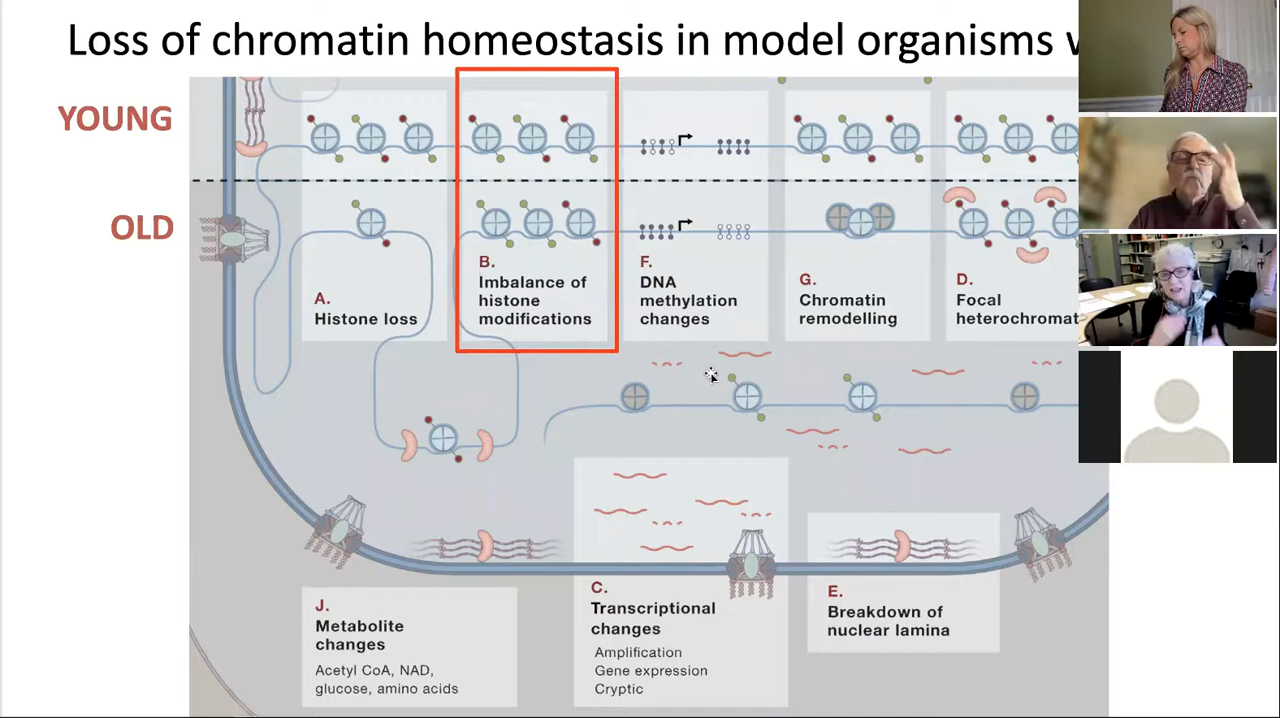 Loss of chromatin homeostasis in model organisms
YOUNG
OLD
A.
Histone loss
B.
Imbalance of
histone
modifications
F.
DNA
methylation
changes
G.
Chromatin
remodelling
D.
Focal
heterochromat
J.
Metabolite
changes
Acetyl CoA, NAD,
glucose, amino acids
C.
Transcriptional
changes
Amplification
Gene expression
Cryptic
E.
Breakdown of
nuclear lamina